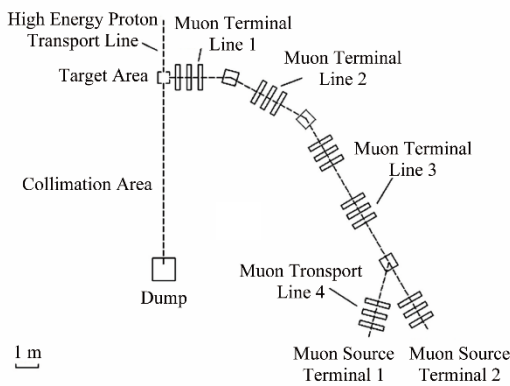 High Energy Proton
Transport Line
Muon Terminal
Line 1
Target Area
Muon Terminal
Line 2
Muon Terminal
Line 3
Collimation Area
Muon Tronsport
Line 4
Dump
1 m
Muon Source
Terminal 1
Muon Source
Terminal 2